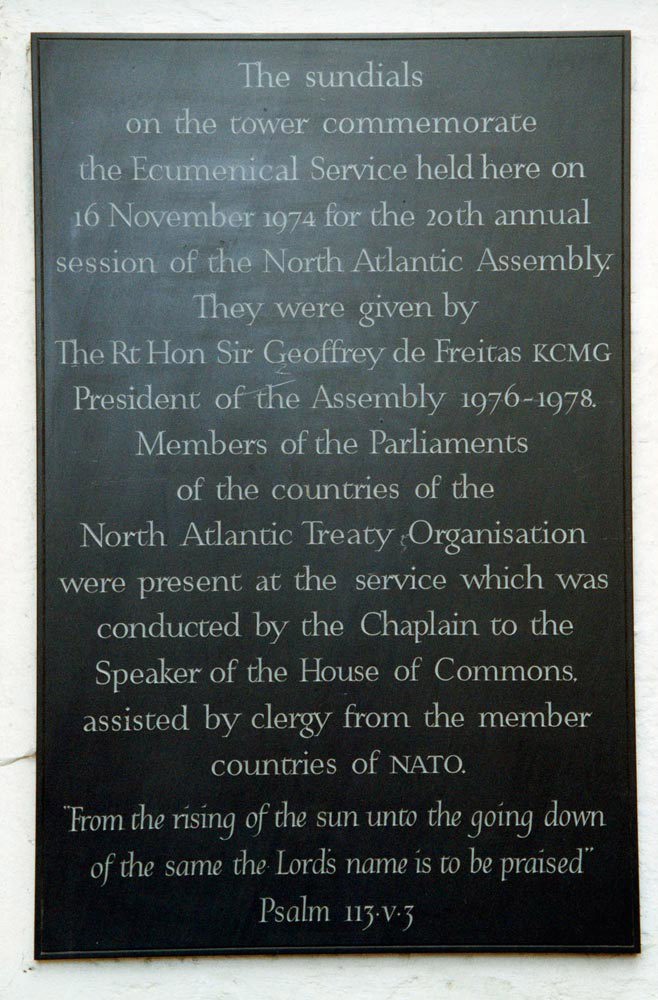 The sundials
on the tower commemorate
the Ecumenical Service held here on
16 November 1974 for the 20th annual
session of the North Atlantic Assembly.
They were given by
The Rt Hon Sir Geoffrey de Freitas KCMG
President of the Assembly 1976-1978.
Members of the Parliaments
of the countries of the
North Atlantic Treaty Organisation
were present at the service which was
conducted by the Chaplain to the
Speaker of the House of Commons,
assisted by clergy from the member
countries of NATO.
"From the rising of the sun unto the going down
of the same the Lord's name is to be praised"
Psalm 113·v·3